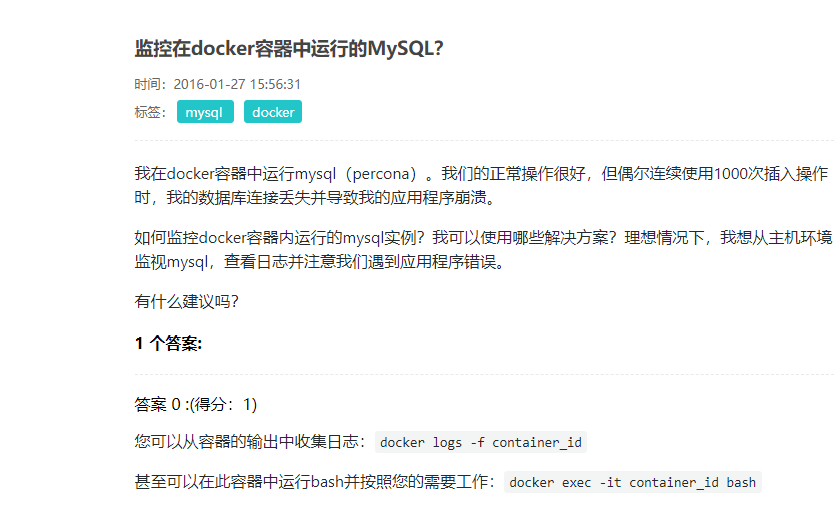 监控在docker容器中运行的MySQL?
时间：2016-01-27 15:56:31
标签： mysql docker
我在docker容器中运行mysql（percona）。我们的正常操作很好，但偶尔连续使用1000次插入操作
时，我的数据库连接丢失并导致我的应用程序崩溃。
如何监控docker容器内运行的mysql实例？我可以使用哪些解决方案？理想情况下，我想从主机环境
监视mysql，查看日志并注意我们遇到应用程序错误。
有什么建议吗？
1 个答案:
答案 0 :(得分：1)
您可以从容器的输出中收集日志： docker logs -f container_id
甚至可以在此容器中运行bash并按照您的需要工作： docker exec -it container_id bash